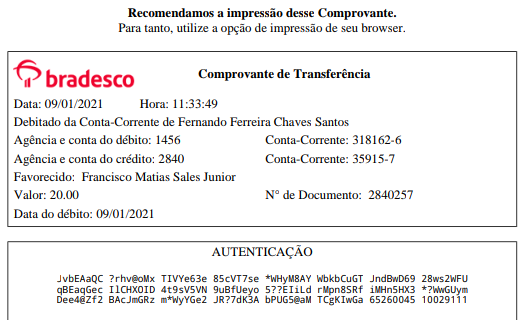 Recomendamos a impressão desse Comprovante.
Para tanto, utilize a opção de impressão de seu browser.
bradesco Comprovante de Transferência
Data: 09/01/2021 Hora: 11:33:49
Debitado da Conta-Corrente de Fernando Ferreira Chaves Santos
Agência e conta do débito: 1456 Conta-Corrente: 318162-6
Agência e conta do crédito: 2840 Conta-Corrente: 35915-7
Favorecido: Francisco Matias Sales Junior
Valor: 20.00 N° de Documento: 2840257
Data do débito: 09/01/2021
AUTENTICAÇÃO
JvbEAaQC ?rhv@oMx TIVYe63e 85cVT7se *WHyM8AY WbkbCuGT JndBwD69 28ws2WFU
qBEaqGec IlCHXOID 4t9sV5VN 9uBfUeyo 5??EIiLd rMpn8SRf iMHn5HX3 *?WwGUym
Dee4@Zf2 BAcJmGRz m*WyYGe2 JR?7dK3A bPUG5@aM TCgKIwGa 65260045 10029111